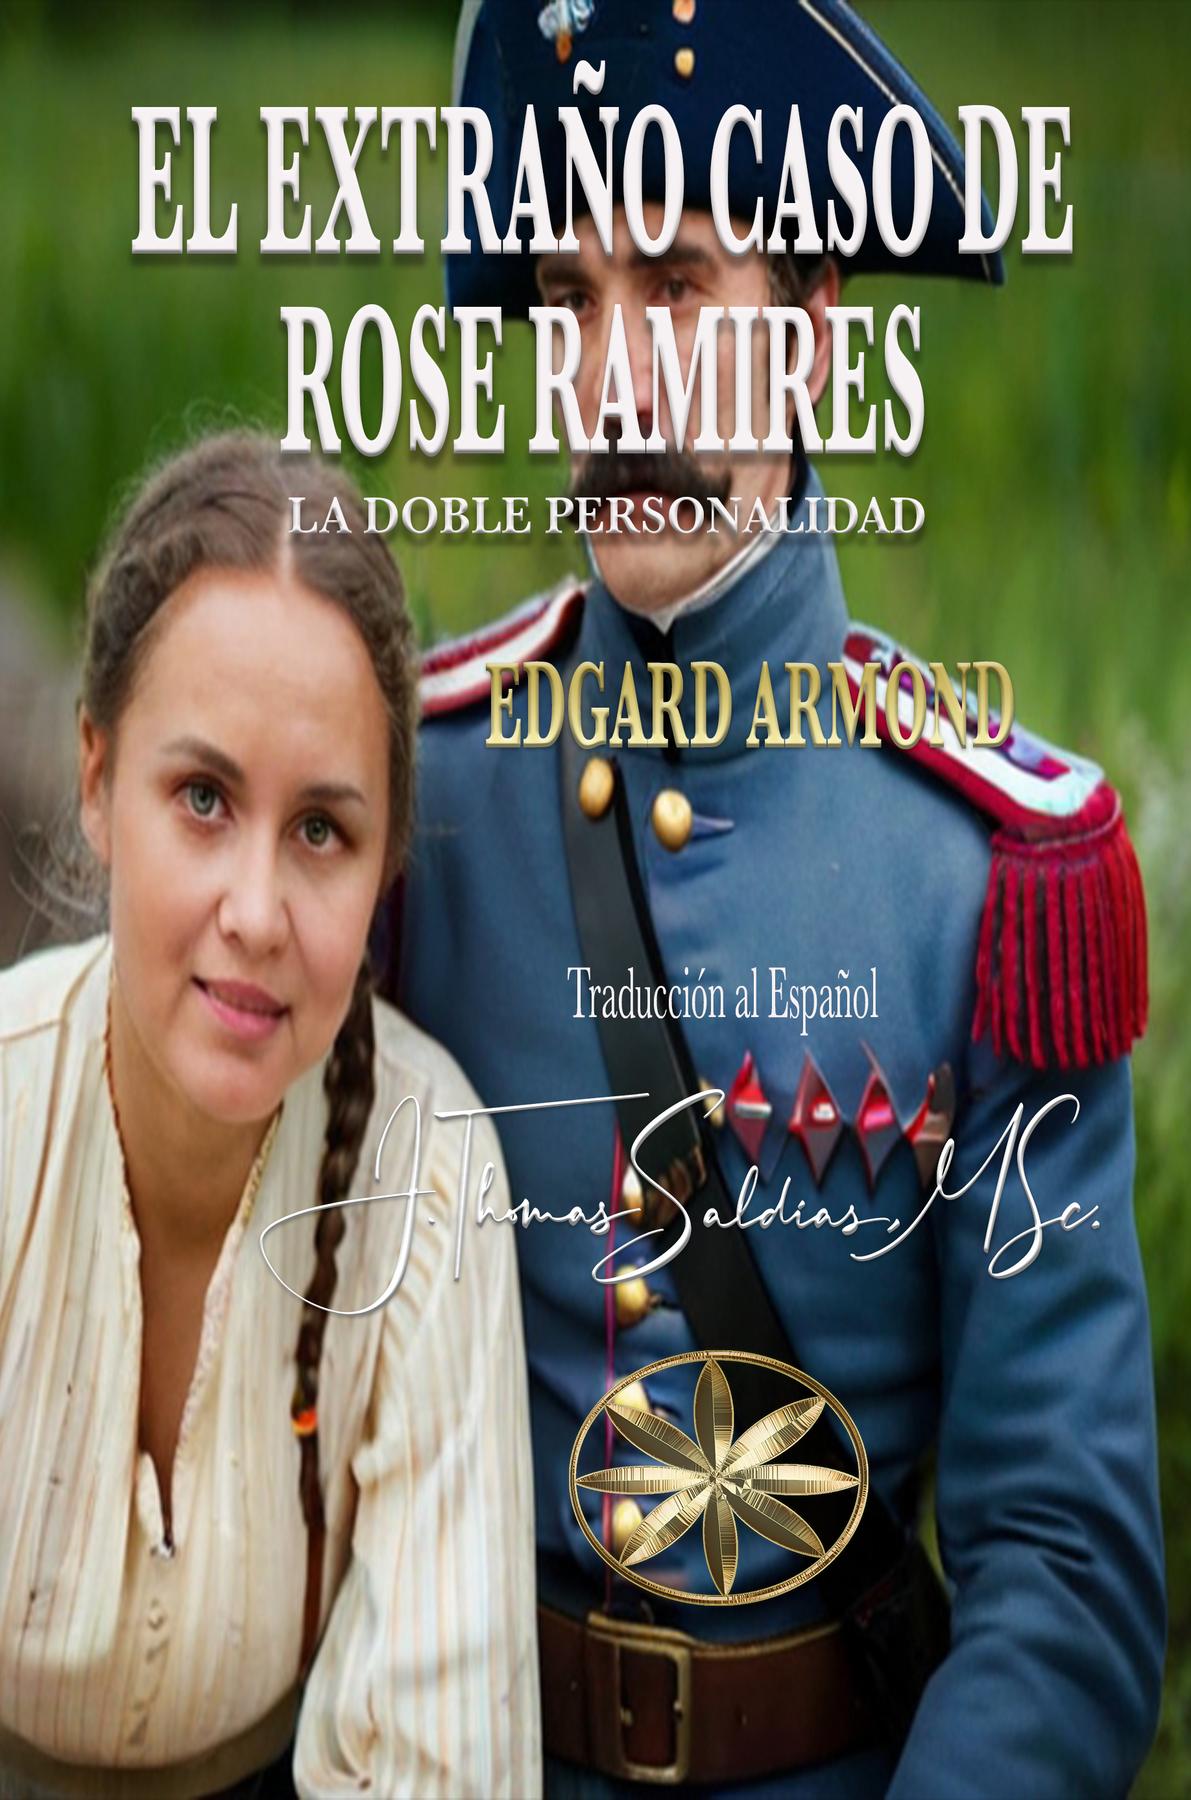 EL EXTRAÑO CASO DE
ROSE RAMIRES
LA DOBLE PERSONALIDAD
EDGARD ARMOND
Traducción al Español
J.Thomas Saldias, MSc.